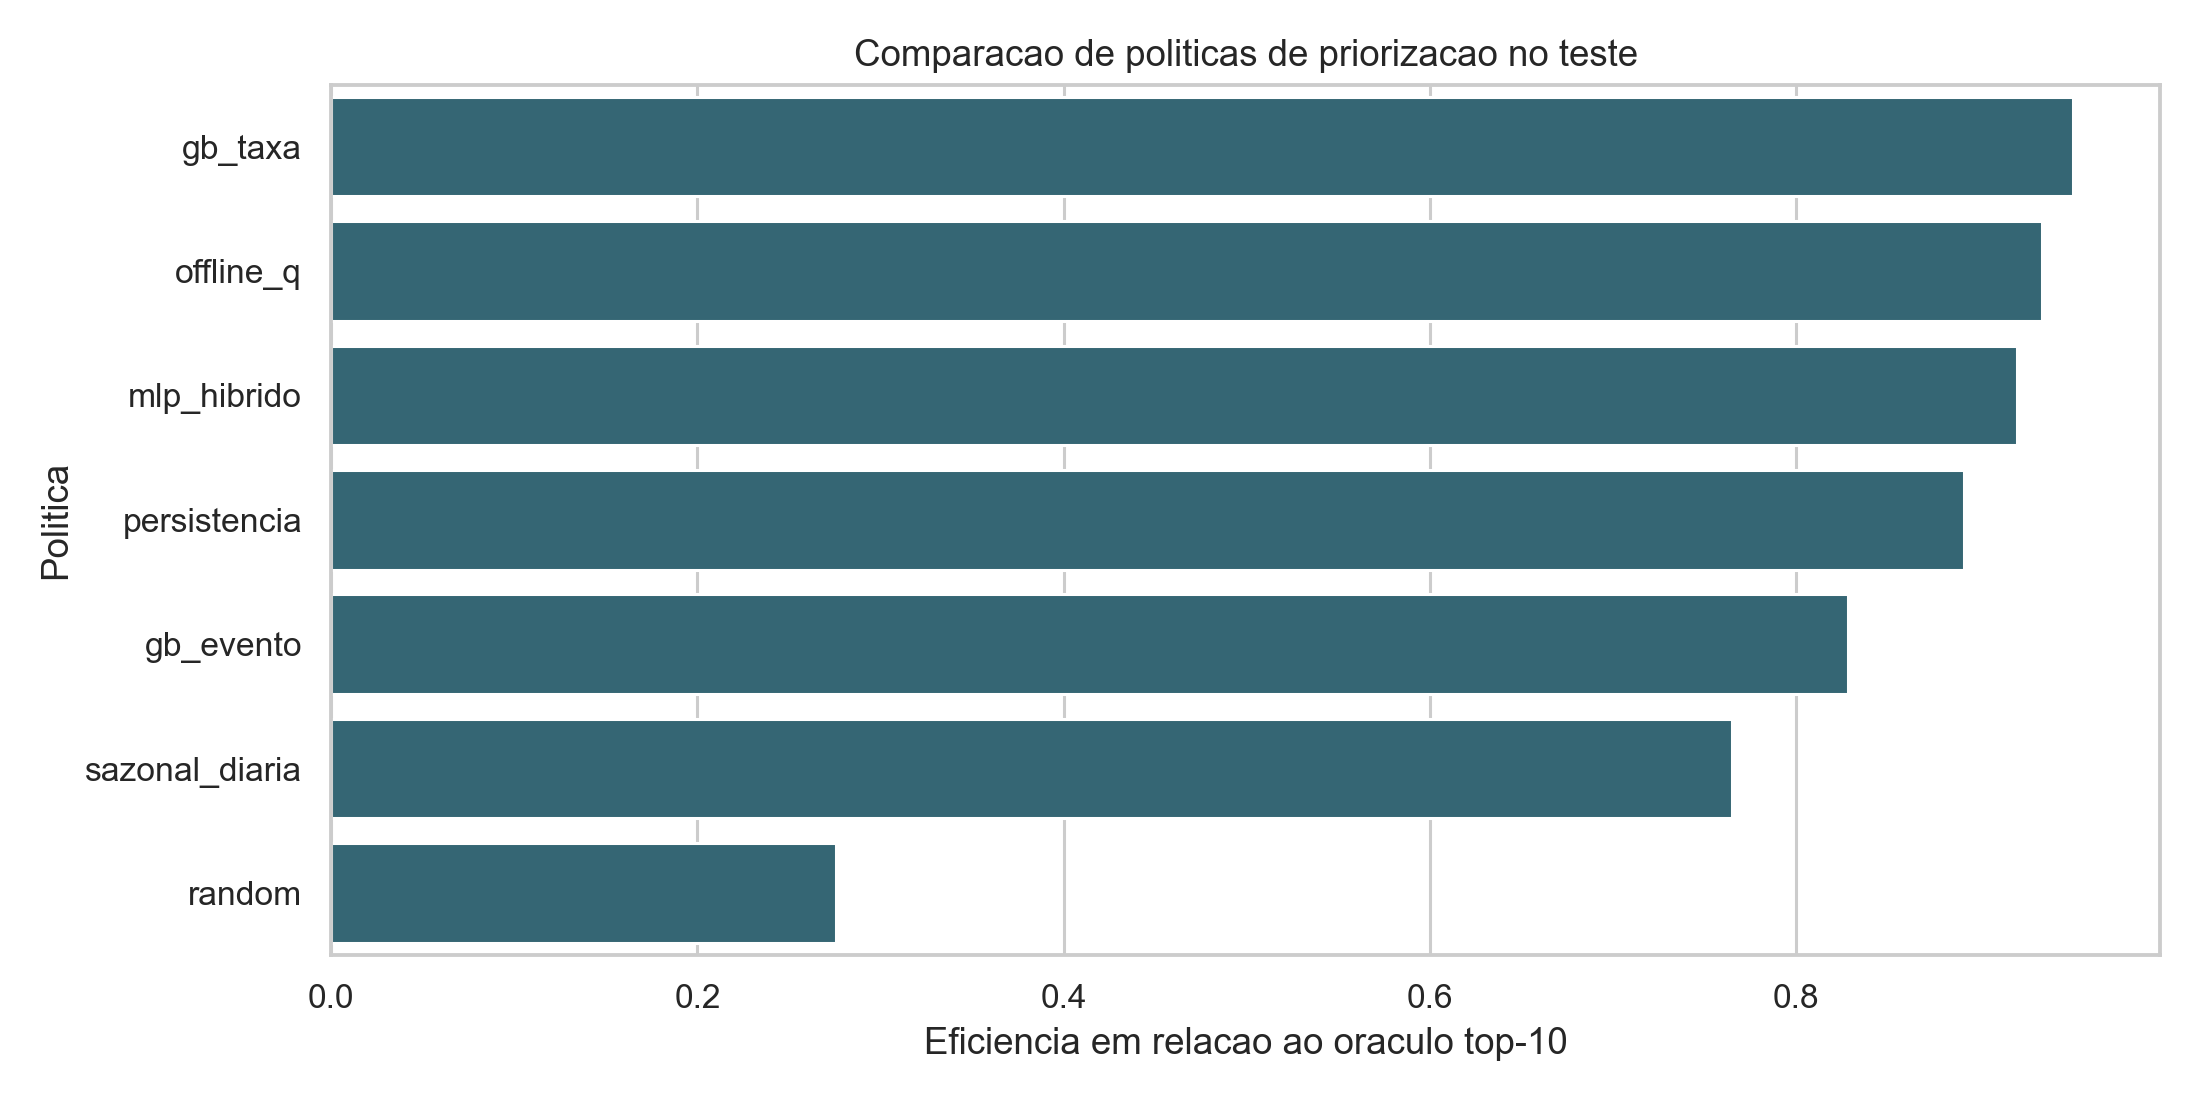 Comparacao de politicas de priorizacao no teste
Politica
gb_taxa
offline_q
mlp_hibrido
persistencia
gb_evento
sazonal_diaria
random
0.0 0.2 0.4 0.6 0.8
Eficiencia em relacao ao oraculo top-10